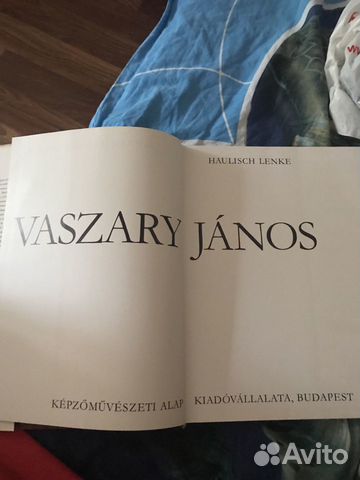 HAULISCH LENKE
VASZARY JÁNOS
KÉPZŐMŰVÉSZETI ALAP KIADÓVÁLLALATA, BUDAPEST
Avito